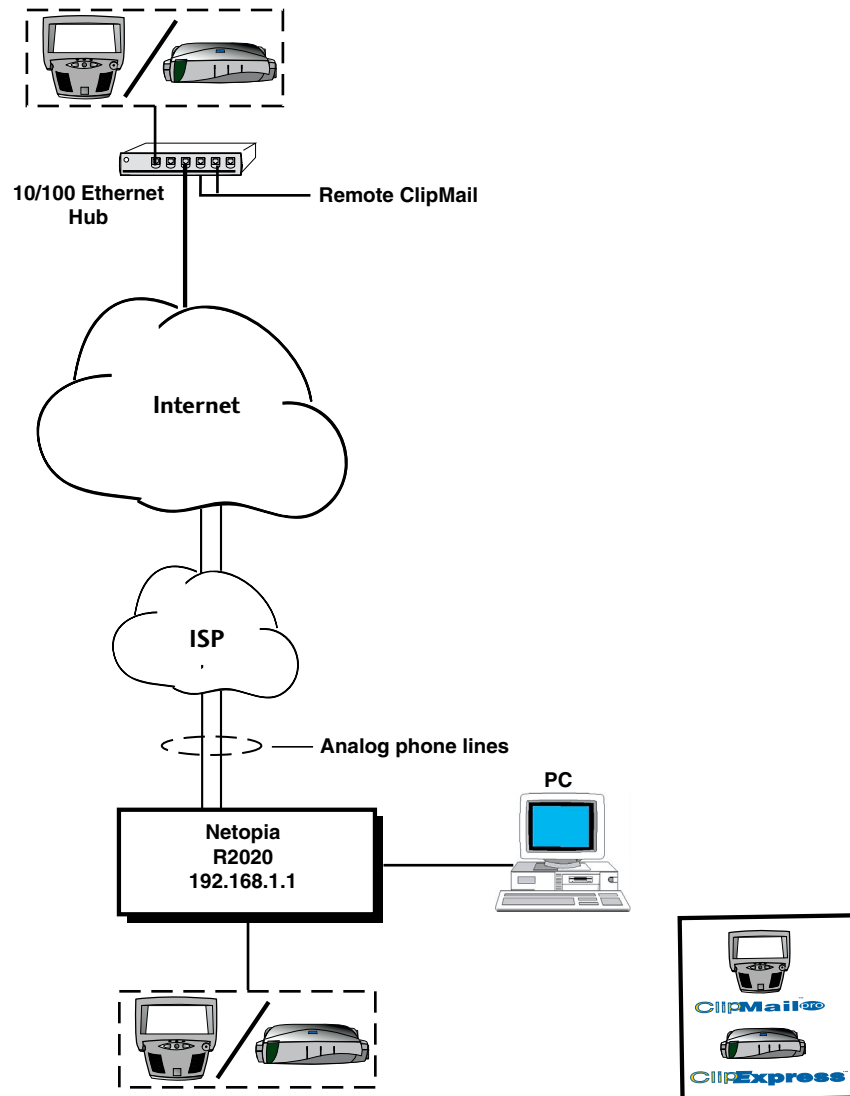 10/100 Ethernet
Hub
Remote ClipMail
Internet
ISP
Analog phone lines
PC
Netopia
R2020
192.168.1.1
ClipMail pro
ClipExpress™